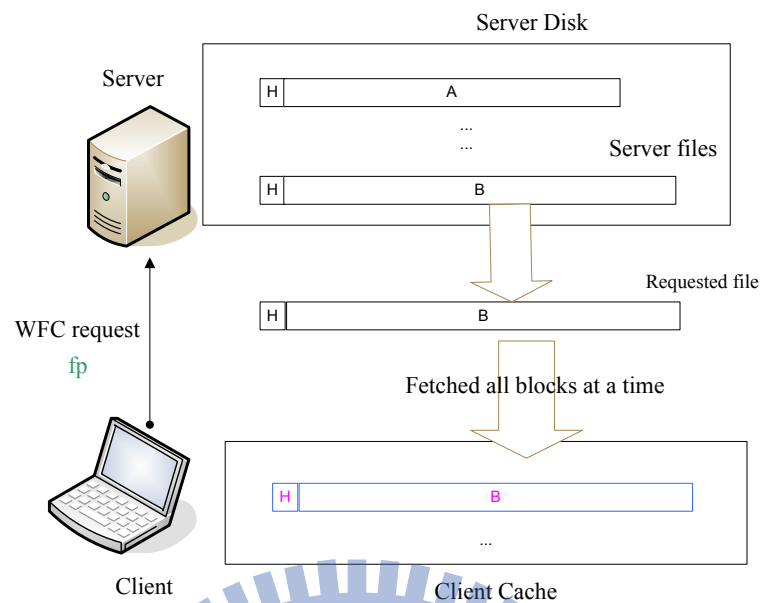 Server Disk
Server
H A
...
...
Server files
H B
Requested file
H B
WFC request
fp
Fetched all blocks at a time
H B
...
Client
Client Cache